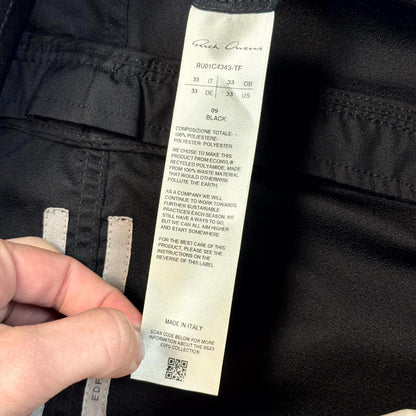 Rick Owens
RU01C4343-TF
33 IT 33 GB
33 DE 33 US
09
BLACK
COMPOSIZIONE TOTALE- .-
100% POLIESTERE-
POLYESTER- POLYESTER
WE CHOSE TO MAKE THIS
PRODUCT FROM ECONYL®
RECYCLED POLYAMIDE. MADE
FROM 100% WASTE MATERIAL
THAT WOULD OTHERWISE
POLLUTE THE EARTH.
AS A COMPANY WE WILL
CONTINUE TO WORK TOWARDS
FURTHER SUSTAINABLE
PRACTICES EACH SEASON. WE
STILL HAVE A WAYS TO GO.
BUT WE CAN ALL AIM HIGHER
AND START SOMEWHERE.
FOR THE BEST CARE OF THIS
PRODUCT, PLEASE SEE THE
INSTRUCTIONS ON THE
REVERSE OF THIS LABEL.
MADE IN ITALY
SCAN CODE BELOW FOR MORE
INFORMATION ABOUT THE SS23
EDFU COLLECTION
EDR